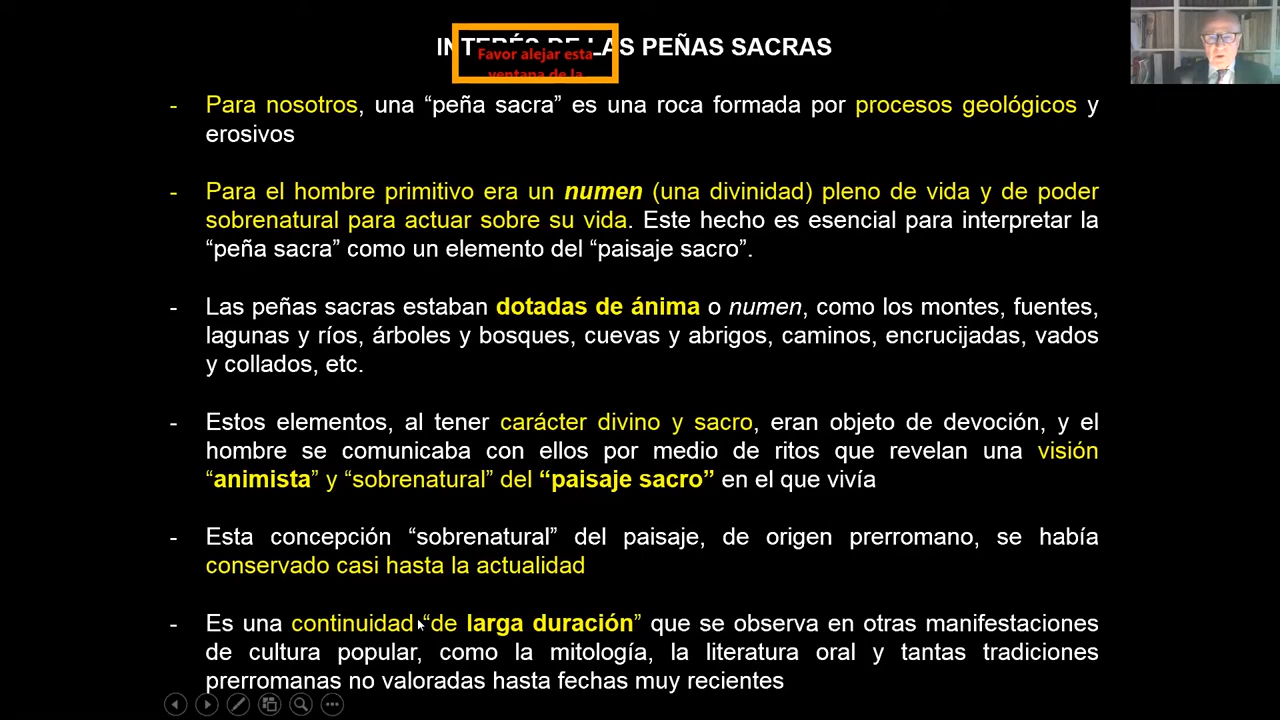 INTERÉS DE LAS PEÑAS SACRAS
Favor alejar esta
ventana de la
- Para nosotros, una “peña sacra” es una roca formada por procesos geológicos y
erosivos
- Para el hombre primitivo era un numen (una divinidad) pleno de vida y de poder
sobrenatural para actuar sobre su vida. Este hecho es esencial para interpretar la
“peña sacra” como un elemento del “paisaje sacro”.
- Las peñas sacras estaban dotadas de ánima o numen, como los montes, fuentes,
lagunas y ríos, árboles y bosques, cuevas y abrigos, caminos, encrucijadas, vados
y collados, etc.
- Estos elementos, al tener carácter divino y sacro, eran objeto de devoción, y el
hombre se comunicaba con ellos por medio de ritos que revelan una visión
“animista” y “sobrenatural” del “paisaje sacro” en el que vivía
- Esta concepción “sobrenatural” del paisaje, de origen prerromano, se había
conservado casi hasta la actualidad
- Es una continuidad “de larga duración” que se observa en otras manifestaciones
de cultura popular, como la mitología, la literatura oral y tantas tradiciones
prerromanas no valoradas hasta fechas muy recientes